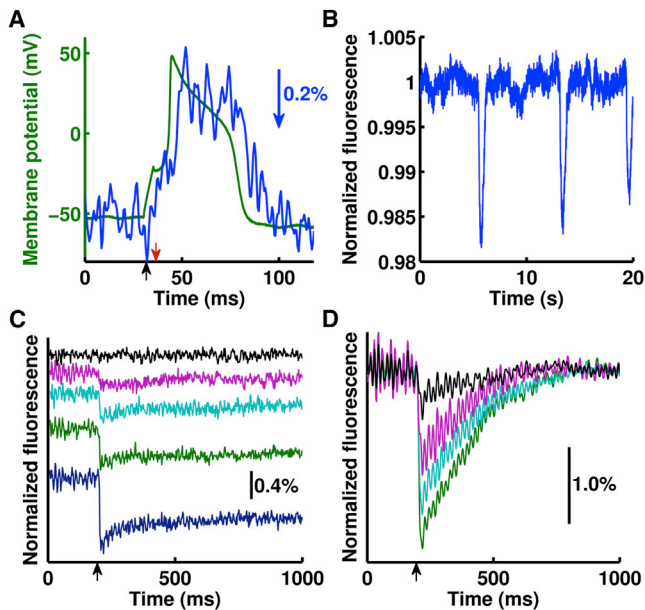 A
Membrane potential (mV)
50
0
−50
0.2%
0
50
100
Time (ms)
B
Normalized fluorescence
1.005
1
0.995
0.99
0.985
0.98
0
10
20
Time (s)
C
Normalized fluorescence
0.4%
0
500
1000
Time (ms)
D
Normalized fluorescence
1.0%
0
500
1000
Time (ms)